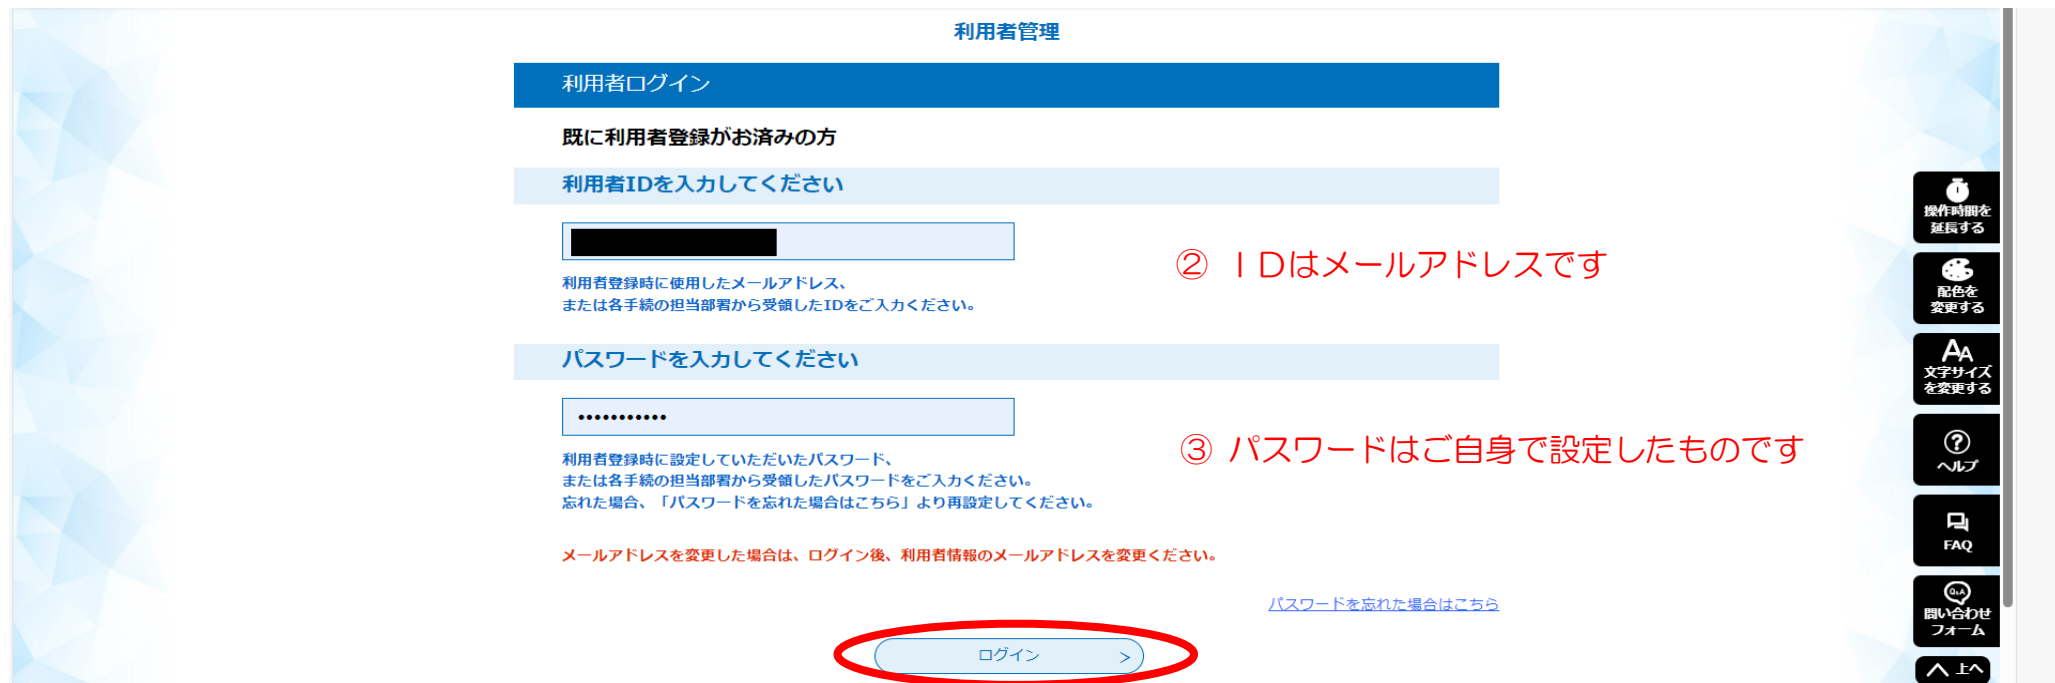 利用者管理
利用者ログイン
既に利用者登録がお済みの方
利用者IDを入力してください
② ＩＤはメールアドレスです
利用者登録時に使用したメールアドレス、
または各手続の担当部署から受領したIDをご入力ください。
パスワードを入力してください
•••••••••••
③ パスワードはご自身で設定したものです
利用者登録時に設定していただいたパスワード、
または各手続の担当部署から受領したパスワードをご入力ください。
忘れた場合、「パスワードを忘れた場合はこちら」より再設定してください。
メールアドレスを変更した場合は、ログイン後、利用者情報のメールアドレスを変更ください。
パスワードを忘れた場合はこちら
ログイン >
操作時間を
延長する
配色を
変更する
AA
文字サイズ
を変更する
?
ヘルプ
FAQ
Q&A
問い合わせ
フォーム
上へ